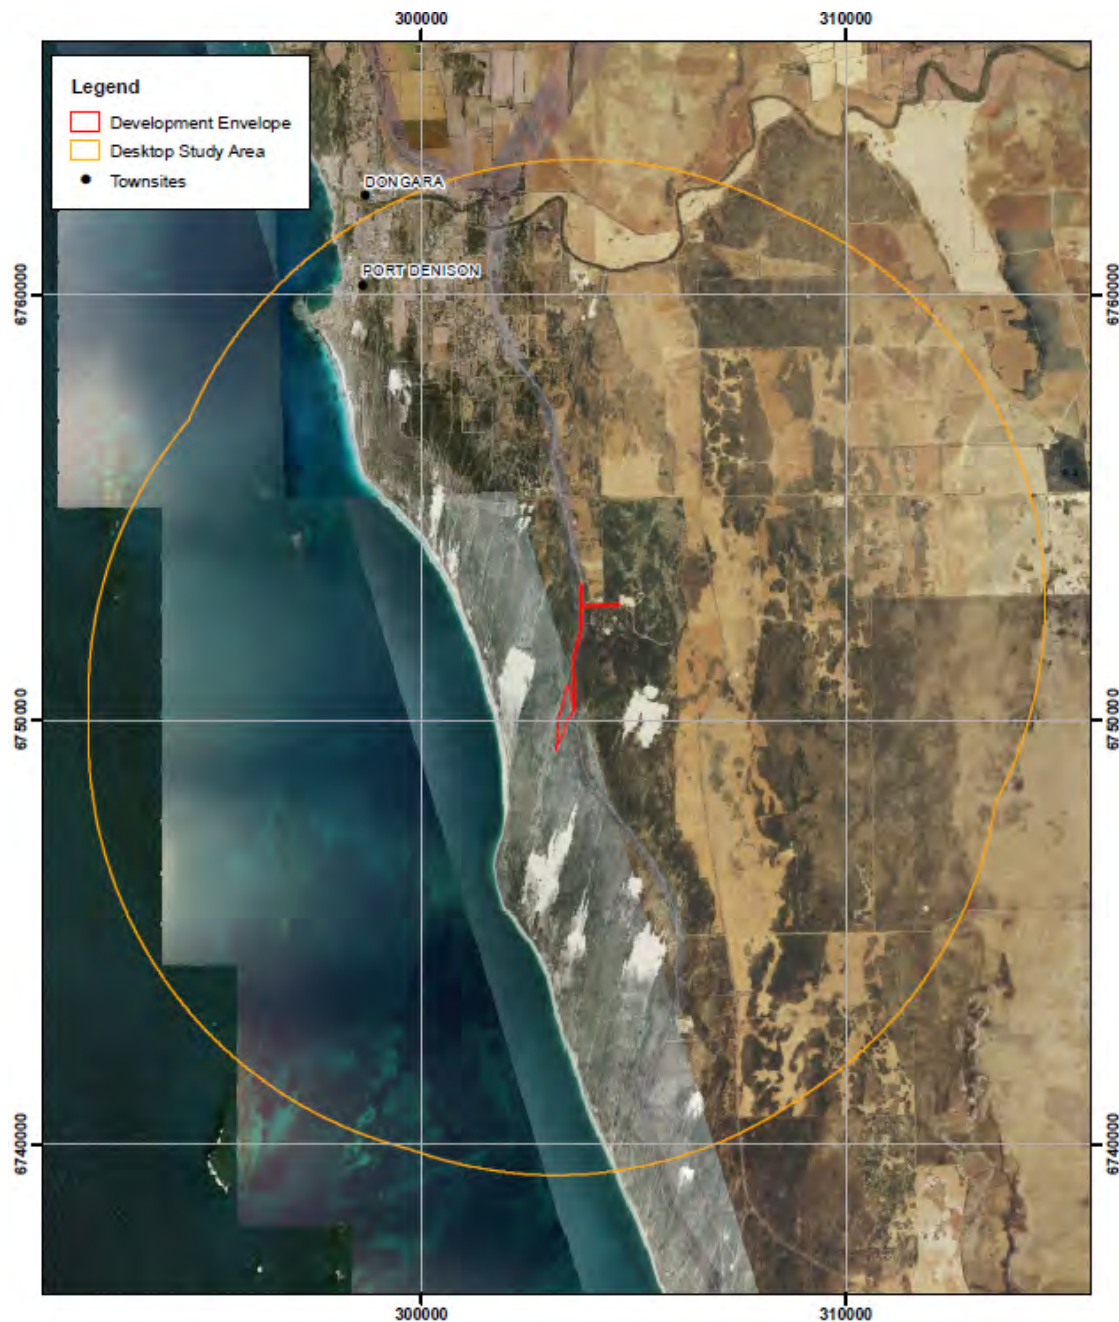 300000
310000
Legend
Development Envelope
Desktop Study Area
Townsites
DONGARA
PORT DENISON
6760000
6760000
6750000
6750000
6740000
6740000
300000
310000